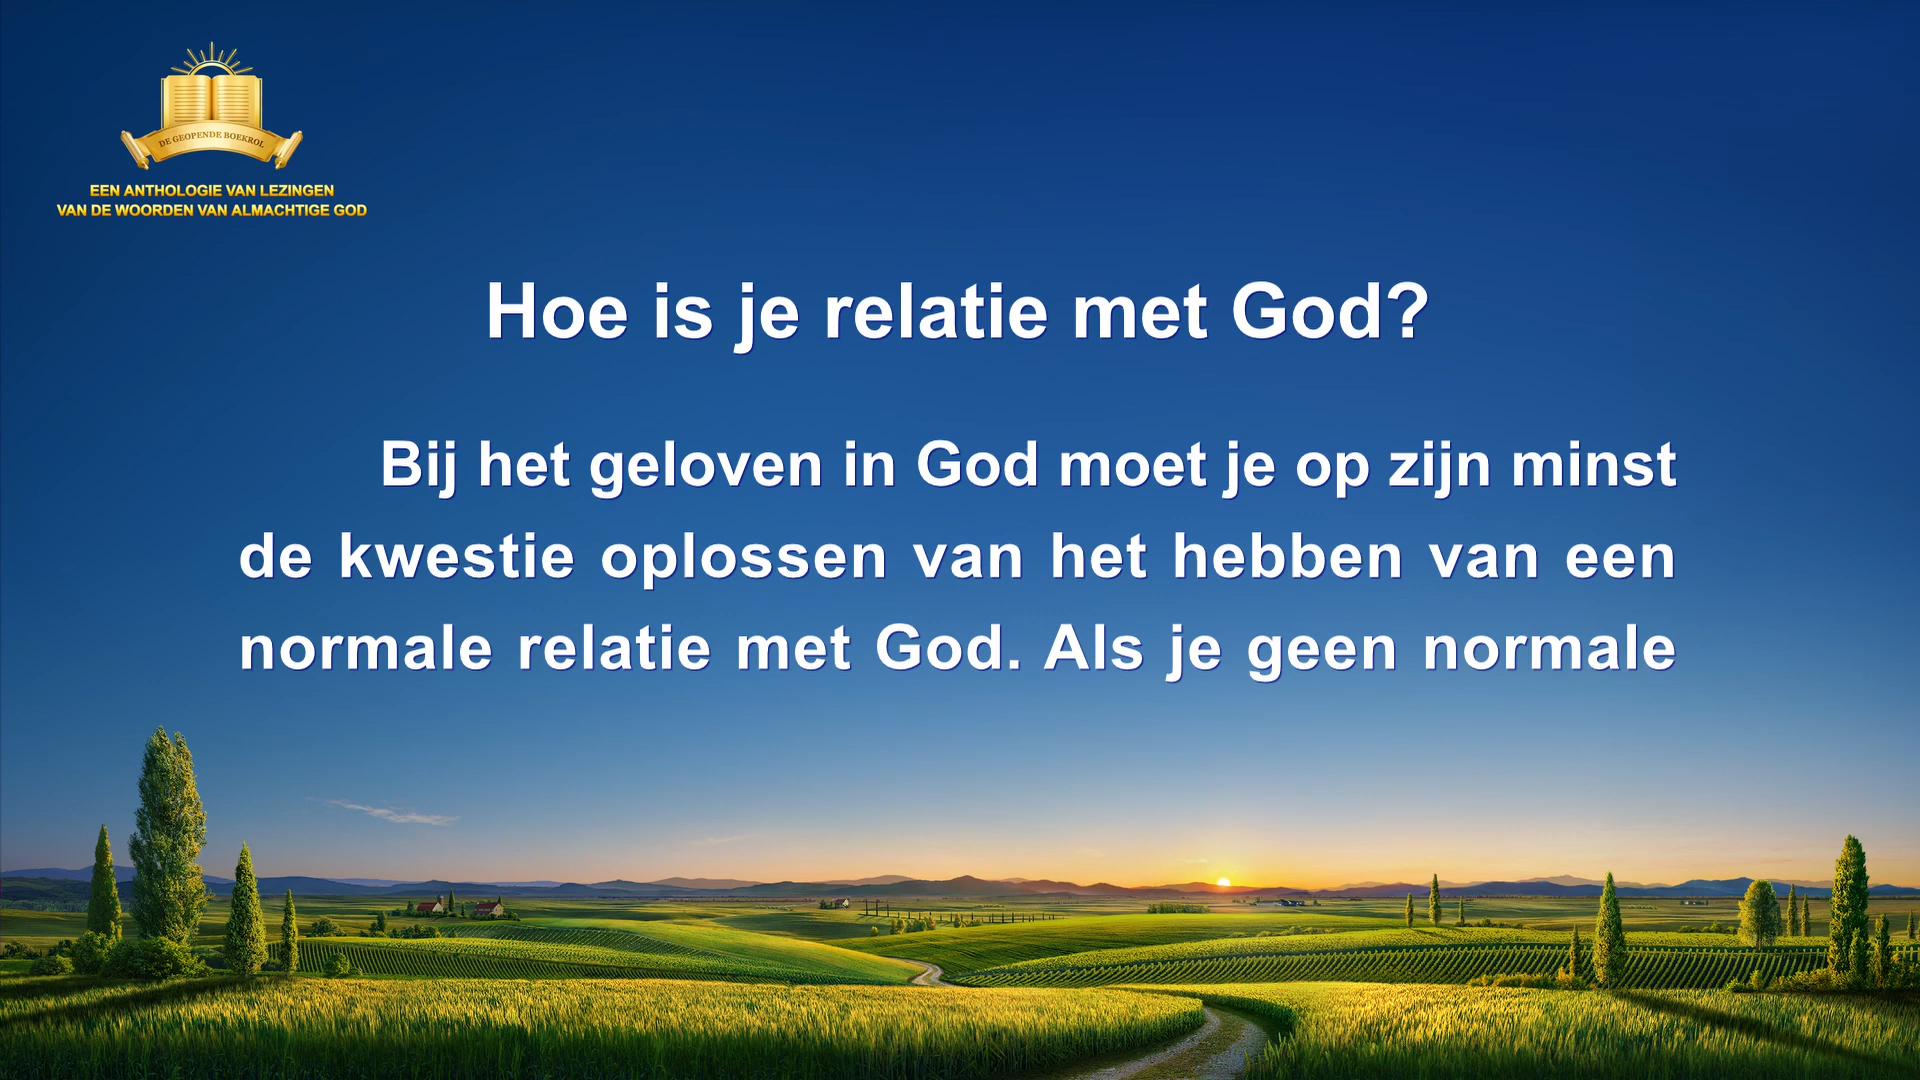 DE GEOPENDE BOEKROL
EEN ANTHOLOGIE VAN LEZINGEN
VAN DE WOORDEN VAN ALMACHTIGE GOD
Hoe is je relatie met God?
Bij het geloven in God moet je op zijn minst
de kwestie oplossen van het hebben van een
normale relatie met God. Als je geen normale